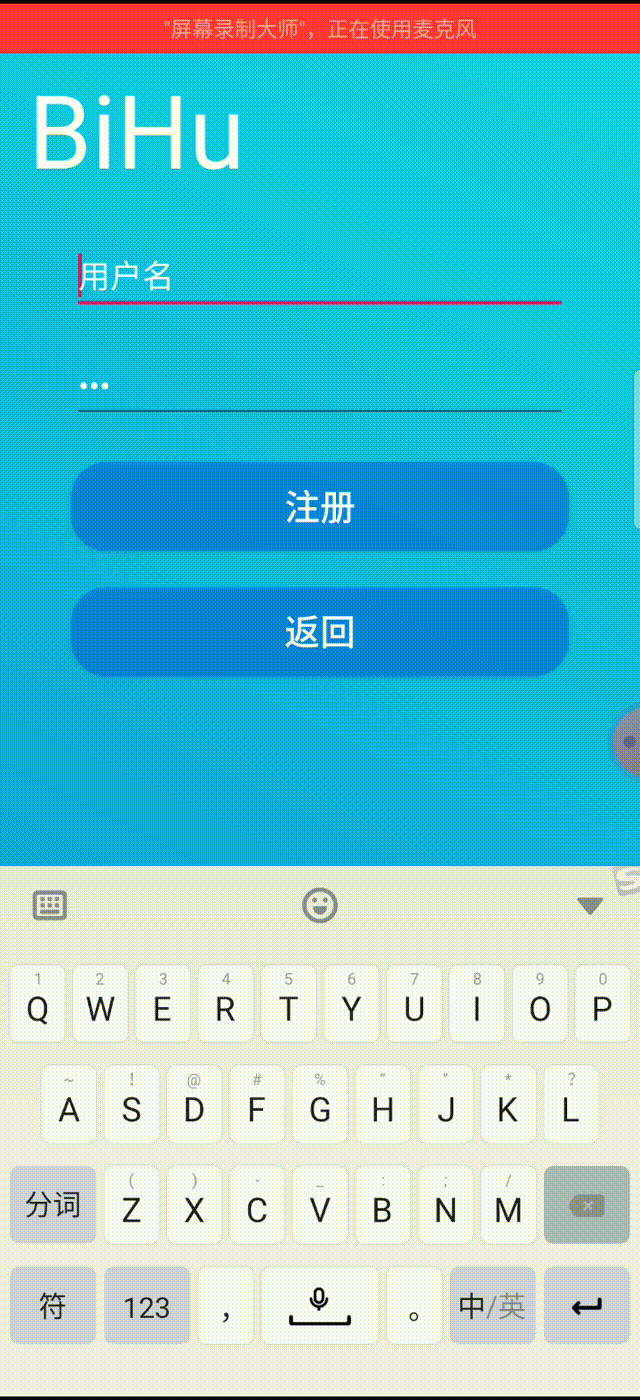 "屏幕录制大师"，正在使用麦克风
BiHu
用户名
•••
注册
返回
1 2 3 4 5 6 7 8 9 0
Q W E R T Y U I O P
~ ! @ # % " " * ?
A S D F G H J K L
( ) - _ : ; /
分词 Z X C V B N M
符 123 ， 。 中/英